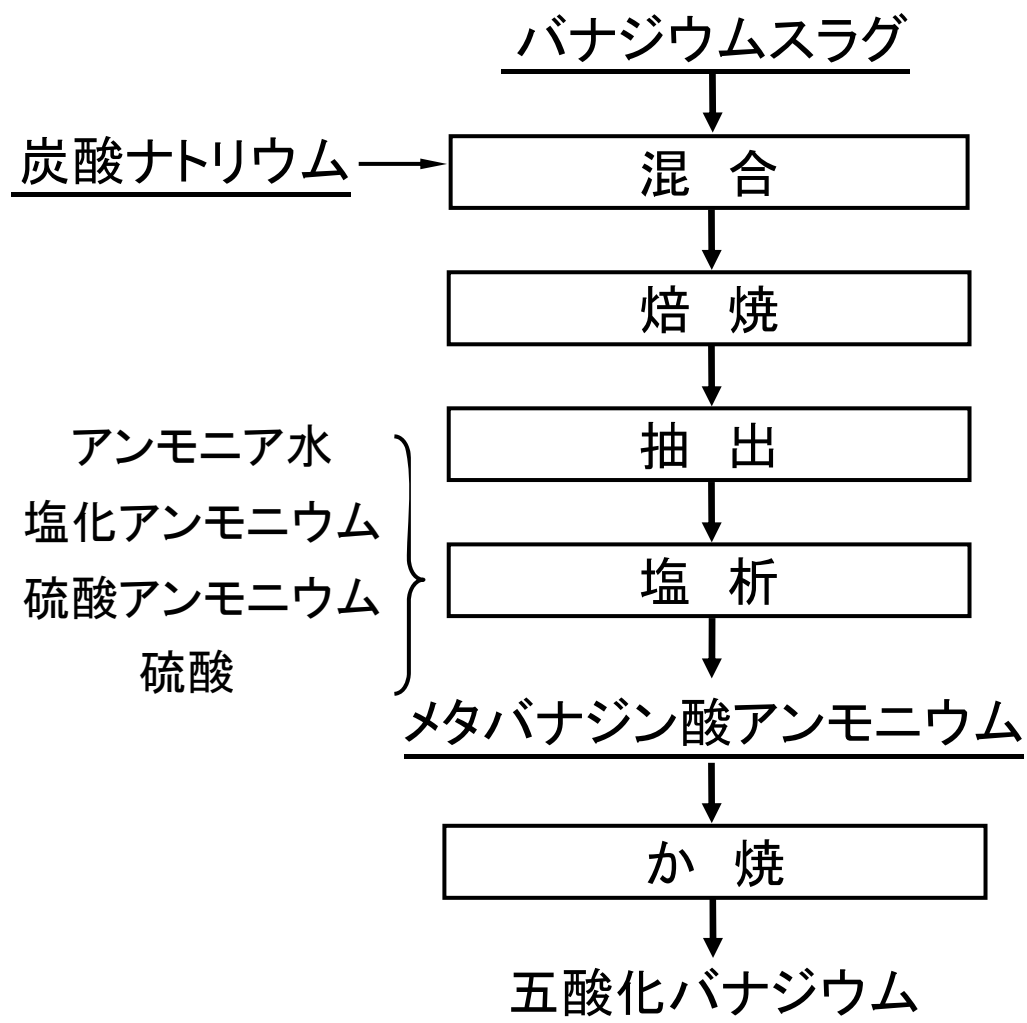 バナジウムスラグ
炭酸ナトリウム
混合
焙焼
抽出
アンモニア水
塩化アンモニウム
硫酸アンモニウム
硫酸
塩析
メタバナジン酸アンモニウム
か焼
五酸化バナジウム